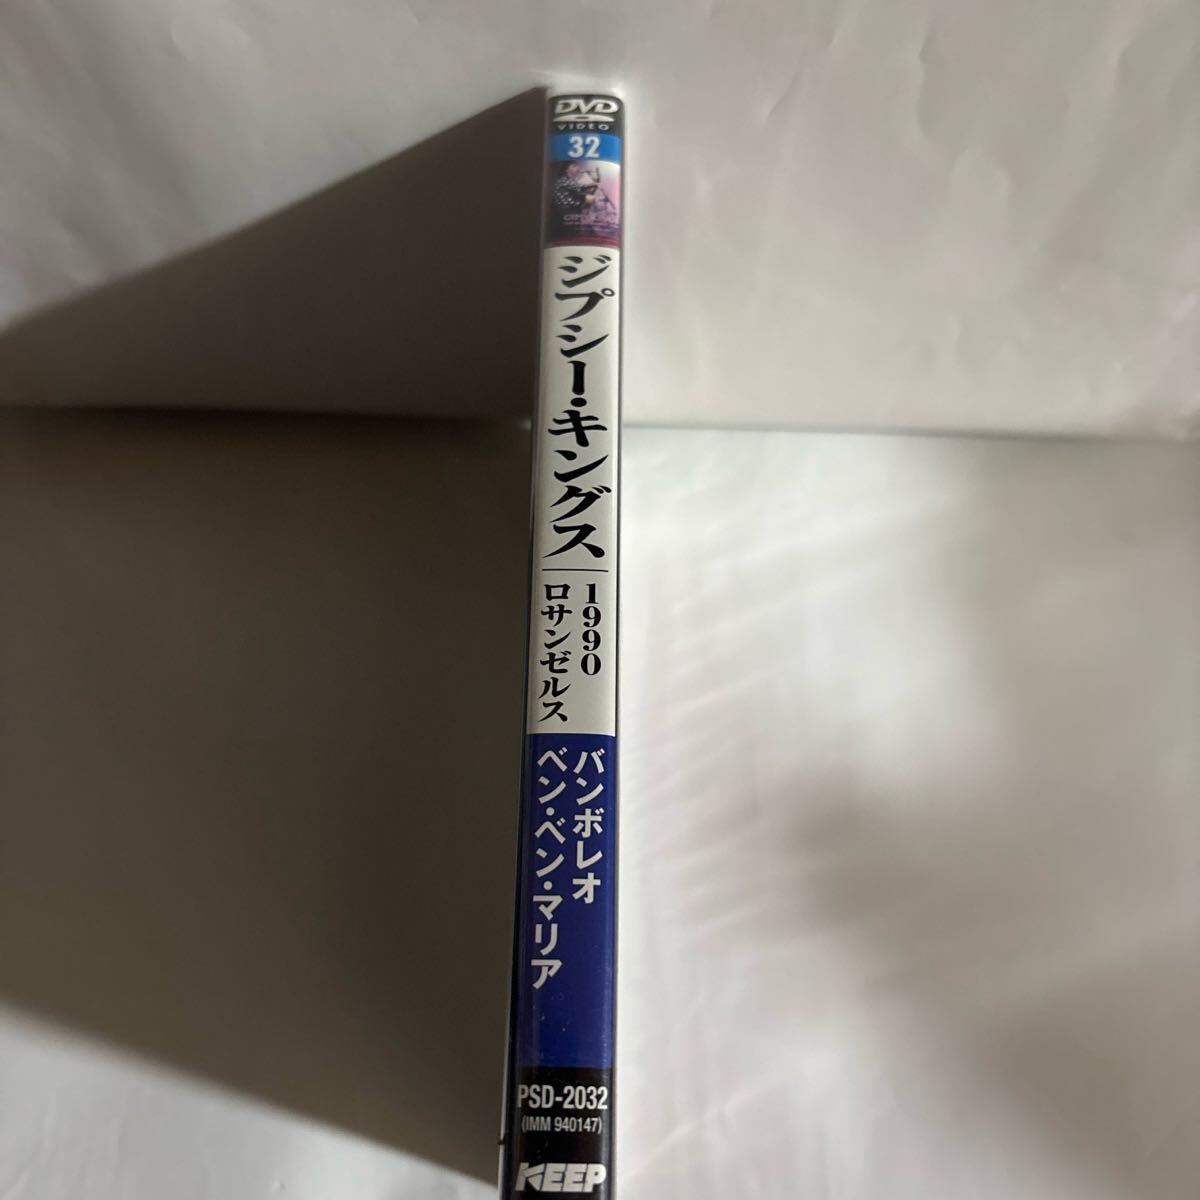 DVD
VIDEO
32
ジプシー・キングス
1990
ロサンゼルス
バンボレオ
ベン・ベン・マリア
PSD-2032
(IMM 940147)
KEEP